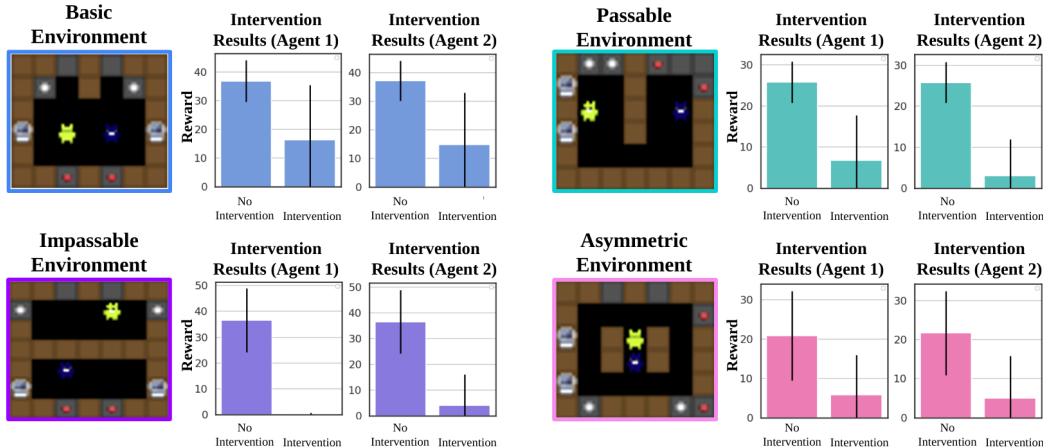 Basic
Environment
Intervention
Results (Agent 1)
Intervention
Results (Agent 2)
Reward
40
30
20
10
0
No
Intervention
Intervention
40
30
20
10
0
No
Intervention
Intervention
Passable
Environment
Intervention
Results (Agent 1)
Intervention
Results (Agent 2)
Reward
30
20
10
0
No
Intervention
Intervention
30
20
10
0
No
Intervention
Intervention
Impassable
Environment
Intervention
Results (Agent 1)
Intervention
Results (Agent 2)
Reward
50
40
30
20
10
0
No
Intervention
Intervention
50
40
30
20
10
0
No
Intervention
Intervention
Asymmetric
Environment
Intervention
Results (Agent 1)
Intervention
Results (Agent 2)
Reward
30
20
10
0
No
Intervention
Intervention
30
20
10
0
No
Intervention
Intervention